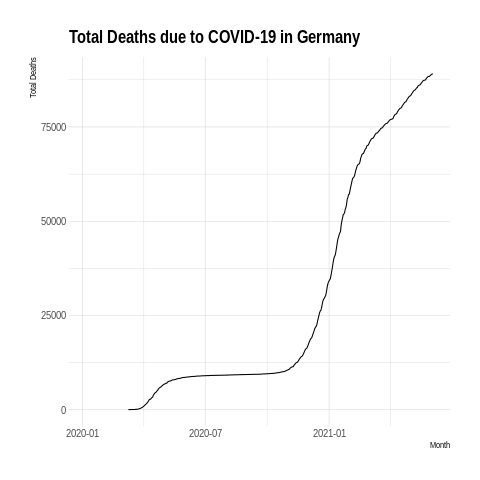 Total Deaths due to COVID-19 in Germany
Total Deaths
75000
50000
25000
0
2020-01
2020-07
2021-01
Month